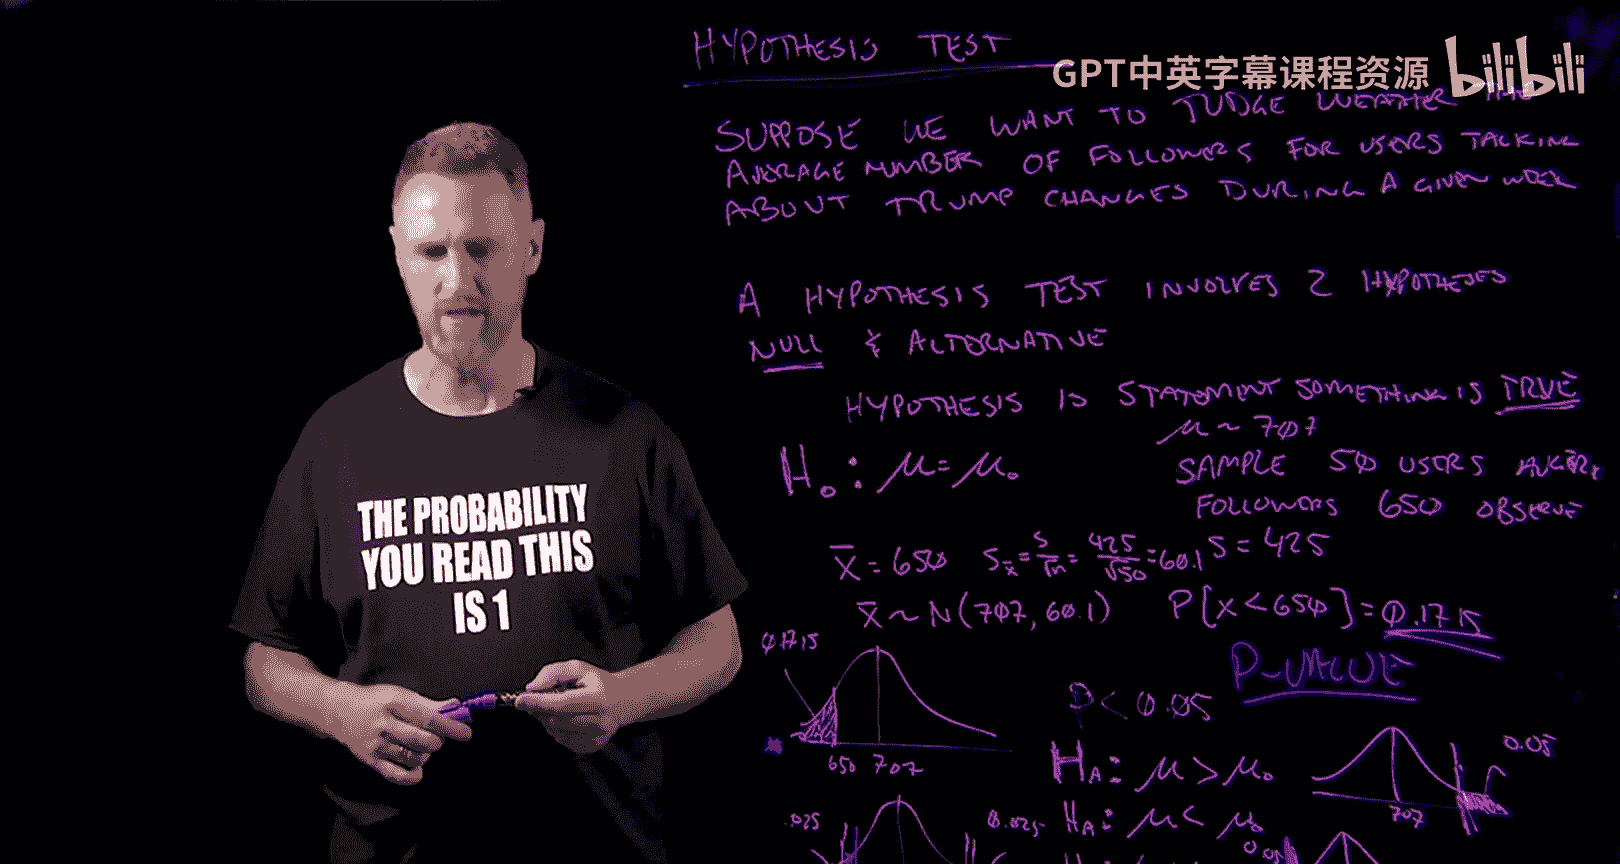 HYPOTHESIS TEST
GPT中英字幕课程资源 bilibili
SUPPOSE WE WANT TO JUDGE WEATHER THE
AVERAGE NUMBER OF FOLLOWERS FOR USERS TALKING
ABOUT TRUMP CHANGES DURING A GIVEN WEEK
A HYPOTHESIS TEST INVOLVES 2 HYPOTHESES
NULL & ALTERNATIVE
HYPOTHESIS IS STATEMENT SOMETHING IS TRUE
μ ~ 707
H₀: μ = μ₀
SAMPLE 50 USERS
FOLLOWERS 650 OBSERVE
x̄ = 650 S_x̄ = S/√n = 425/√50 = 60.1 S = 425
x̄ ~ N(707, 60.1) P[X < 650] = 0.1715
THE PROBABILITY
YOU READ THIS
IS 1
0.1715
P-VALUE
P < 0.05
650 707
H_A: μ > μ₀
0.05
707
.025
0.025
H_A: μ < μ₀